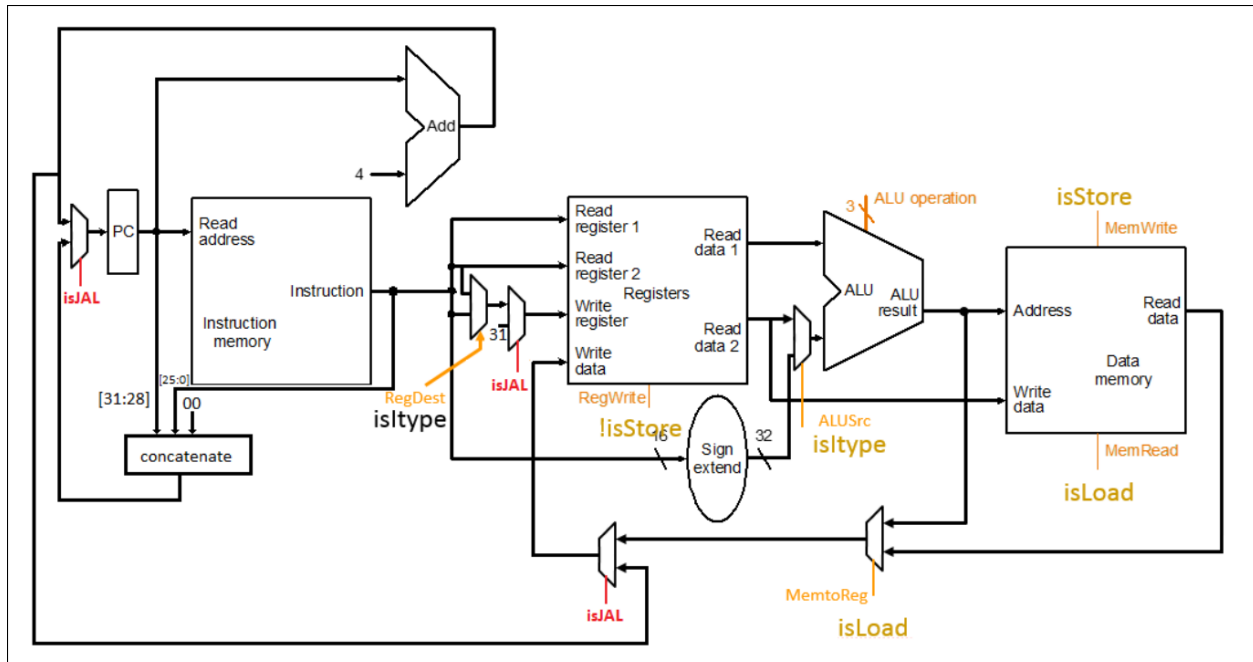 Add
4
PC
Read
address
Instruction
Instruction
memory
isJAL
[31:28]
[25:0]
00
concatenate
RegDest
isItype
31
isJAL
Read
register 1
Read
register 2
Write
register
Write
data
Registers
Read
data 1
Read
data 2
RegWrite
!isStore
16
Sign
extend
32
3
ALU operation
ALU
ALU
result
ALUSrc
isItype
isStore
MemWrite
Address
Read
data
Data
memory
Write
data
MemRead
isLoad
MemtoReg
isLoad
isJAL